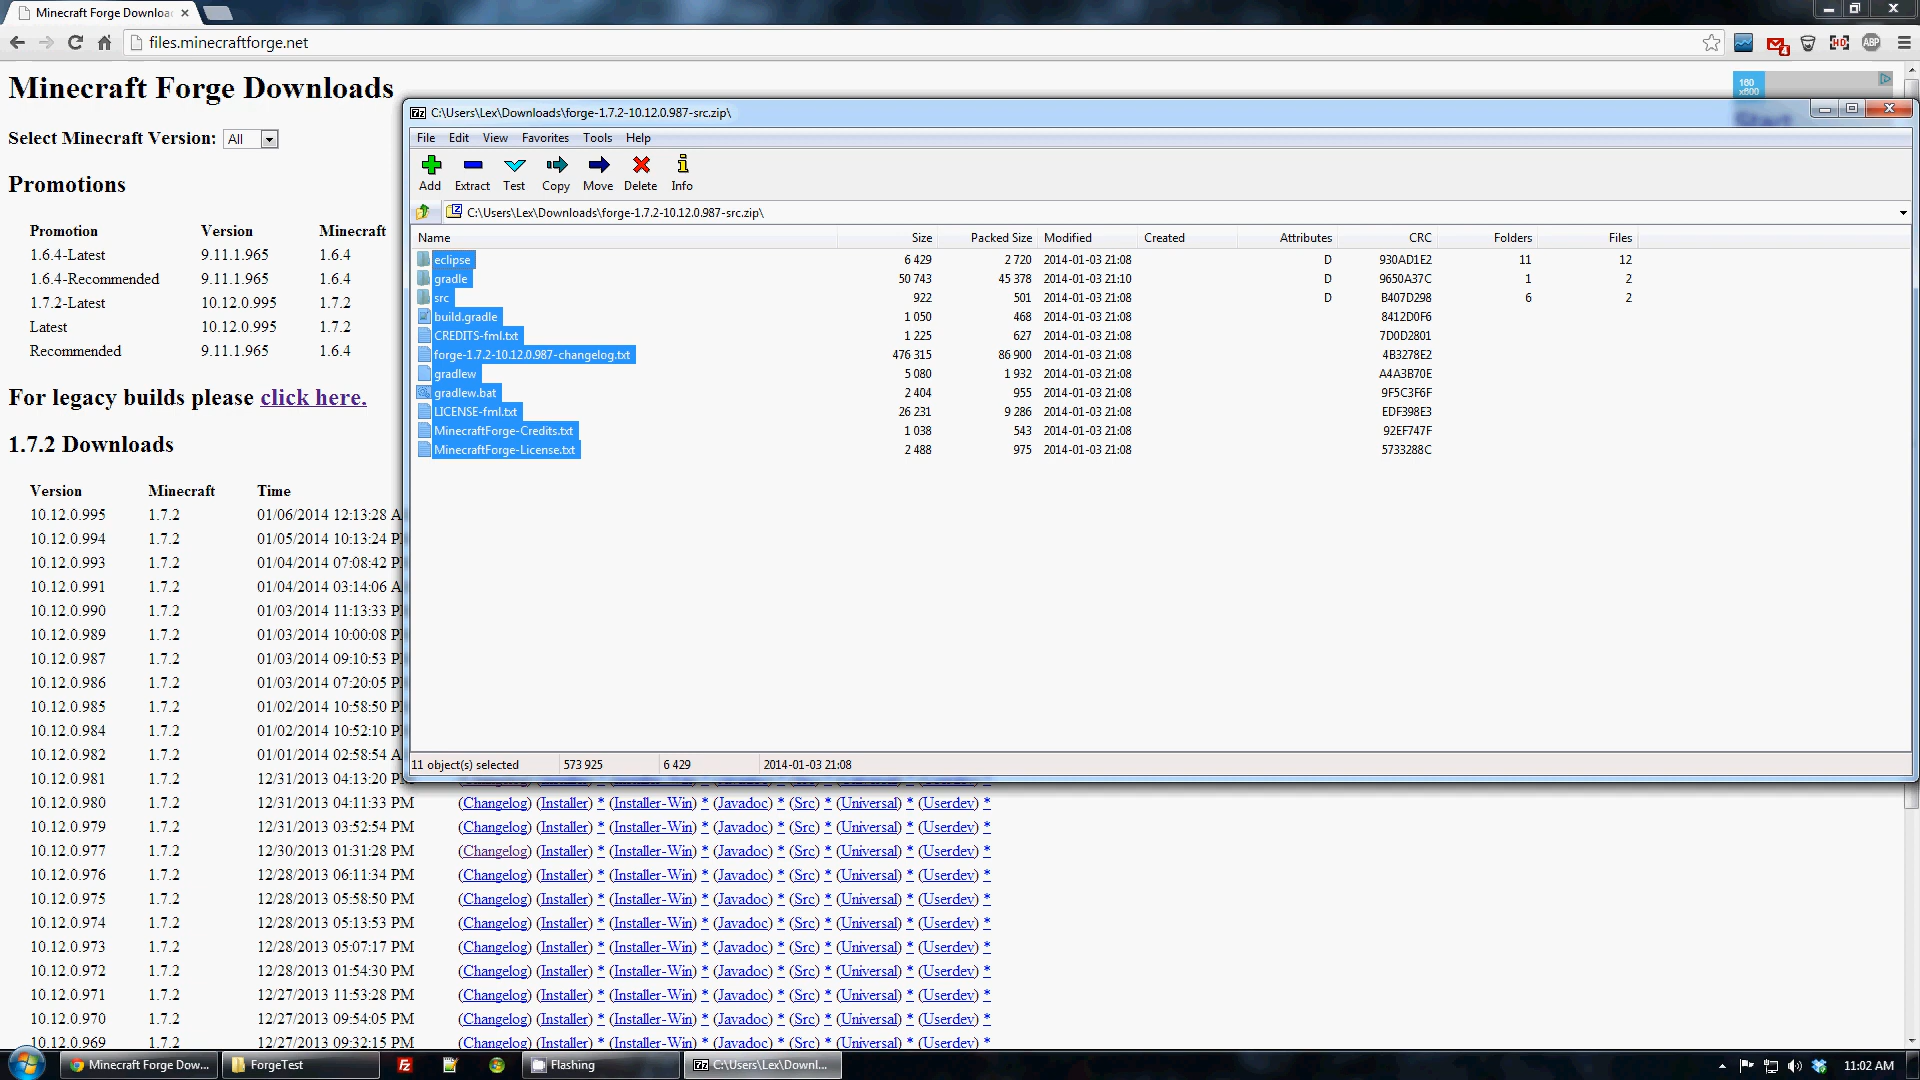 Minecraft Forge Downloa
files.minecraftforge.net
Minecraft Forge Downloads
Select Minecraft Version: All
Promotions
Promotion Version Minecraft
1.6.4-Latest 9.11.1.965 1.6.4
1.6.4-Recommended 9.11.1.965 1.6.4
1.7.2-Latest 10.12.0.995 1.7.2
Latest 10.12.0.995 1.7.2
Recommended 9.11.1.965 1.6.4
For legacy builds please click here.
1.7.2 Downloads
Version Minecraft Time
10.12.0.995 1.7.2 01/06/2014 12:13:28 A
10.12.0.994 1.7.2 01/05/2014 10:13:24 P
10.12.0.993 1.7.2 01/04/2014 07:08:42 P
10.12.0.991 1.7.2 01/04/2014 03:14:06 A
10.12.0.990 1.7.2 01/03/2014 11:13:33 P
10.12.0.989 1.7.2 01/03/2014 10:00:08 P
10.12.0.987 1.7.2 01/03/2014 09:10:53 P
10.12.0.986 1.7.2 01/03/2014 07:20:05 P
10.12.0.985 1.7.2 01/02/2014 10:58:50 P
10.12.0.984 1.7.2 01/02/2014 10:52:10 P
10.12.0.982 1.7.2 01/01/2014 02:58:54 A
10.12.0.981 1.7.2 12/31/2013 04:13:20 P
10.12.0.980 1.7.2 12/31/2013 04:11:33 PM (Changelog) (Installer) * (Installer-Win) * (Javadoc) * (Src) * (Universal) * (Userdev) *
10.12.0.979 1.7.2 12/31/2013 03:52:54 PM (Changelog) (Installer) * (Installer-Win) * (Javadoc) * (Src) * (Universal) * (Userdev) *
10.12.0.977 1.7.2 12/30/2013 01:31:28 PM (Changelog) (Installer) * (Installer-Win) * (Javadoc) * (Src) * (Universal) * (Userdev) *
10.12.0.976 1.7.2 12/28/2013 06:11:34 PM (Changelog) (Installer) * (Installer-Win) * (Javadoc) * (Src) * (Universal) * (Userdev) *
10.12.0.975 1.7.2 12/28/2013 05:58:50 PM (Changelog) (Installer) * (Installer-Win) * (Javadoc) * (Src) * (Universal) * (Userdev) *
10.12.0.974 1.7.2 12/28/2013 05:13:53 PM (Changelog) (Installer) * (Installer-Win) * (Javadoc) * (Src) * (Universal) * (Userdev) *
10.12.0.973 1.7.2 12/28/2013 05:07:17 PM (Changelog) (Installer) * (Installer-Win) * (Javadoc) * (Src) * (Universal) * (Userdev) *
10.12.0.972 1.7.2 12/28/2013 01:54:30 PM (Changelog) (Installer) * (Installer-Win) * (Javadoc) * (Src) * (Universal) * (Userdev) *
10.12.0.971 1.7.2 12/27/2013 11:53:28 PM (Changelog) (Installer) * (Installer-Win) * (Javadoc) * (Src) * (Universal) * (Userdev) *
10.12.0.970 1.7.2 12/27/2013 09:54:05 PM (Changelog) (Installer) * (Installer-Win) * (Javadoc) * (Src) * (Universal) * (Userdev) *
10.12.0.969 1.7.2 12/27/2013 09:32:15 PM (Changelog) (Installer) * (Installer-Win) * (Javadoc) * (Src) * (Universal) * (Userdev) *
160
x600
Start
C:\Users\Lex\Downloads\forge-1.7.2-10.12.0.987-src.zip\
File Edit View Favorites Tools Help
Add Extract Test Copy Move Delete Info
C:\Users\Lex\Downloads\forge-1.7.2-10.12.0.987-src.zip\
Name Size Packed Size Modified Created Attributes CRC Folders Files
eclipse 6 429 2 720 2014-01-03 21:08 D 930AD1E2 11 12
gradle 50 743 45 378 2014-01-03 21:10 D 9650A37C 1 2
src 922 501 2014-01-03 21:08 D B407D298 6 2
build.gradle 1 050 468 2014-01-03 21:08 8412D0F6
CREDITS-fml.txt 1 225 627 2014-01-03 21:08 7D0D2801
forge-1.7.2-10.12.0.987-changelog.txt 476 315 86 900 2014-01-03 21:08 4B3278E2
gradlew 5 080 1 932 2014-01-03 21:08 A4A3B70E
gradlew.bat 2 404 955 2014-01-03 21:08 9F5C3F6F
LICENSE-fml.txt 26 231 9 286 2014-01-03 21:08 EDF398E3
MinecraftForge-Credits.txt 1 038 543 2014-01-03 21:08 92EF747F
MinecraftForge-License.txt 2 488 975 2014-01-03 21:08 5733288C
11 object(s) selected 573 925 6 429 2014-01-03 21:08
Minecraft Forge Dow... ForgeTest Flashing C:\Users\Lex\Downl... 11:02 AM